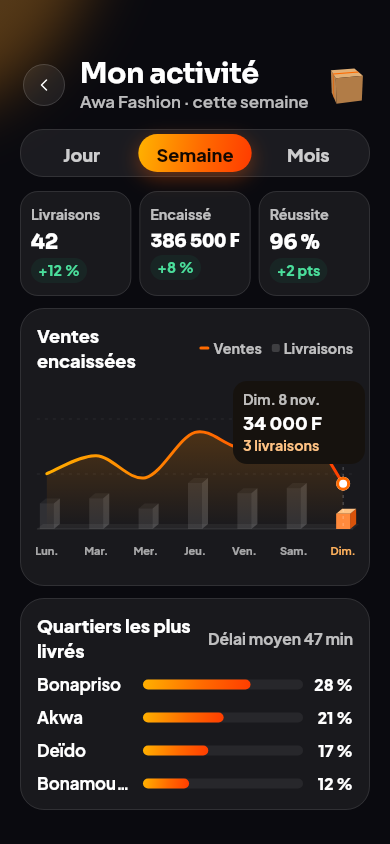 Mon activité
Awa Fashion · cette semaine
Jour
Semaine
Mois
Livraisons
42
+12 %
Encaissé
386 500 F
+8 %
Réussite
96 %
+2 pts
Ventes
encaissées
Ventes
Livraisons
Dim. 8 nov.
34 000 F
3 livraisons
Lun.
Mar.
Mer.
Jeu.
Ven.
Sam.
Dim.
Quartiers les plus
livrés
Délai moyen 47 min
Bonapriso
28 %
Akwa
21 %
Deïdo
17 %
Bonamou…
12 %